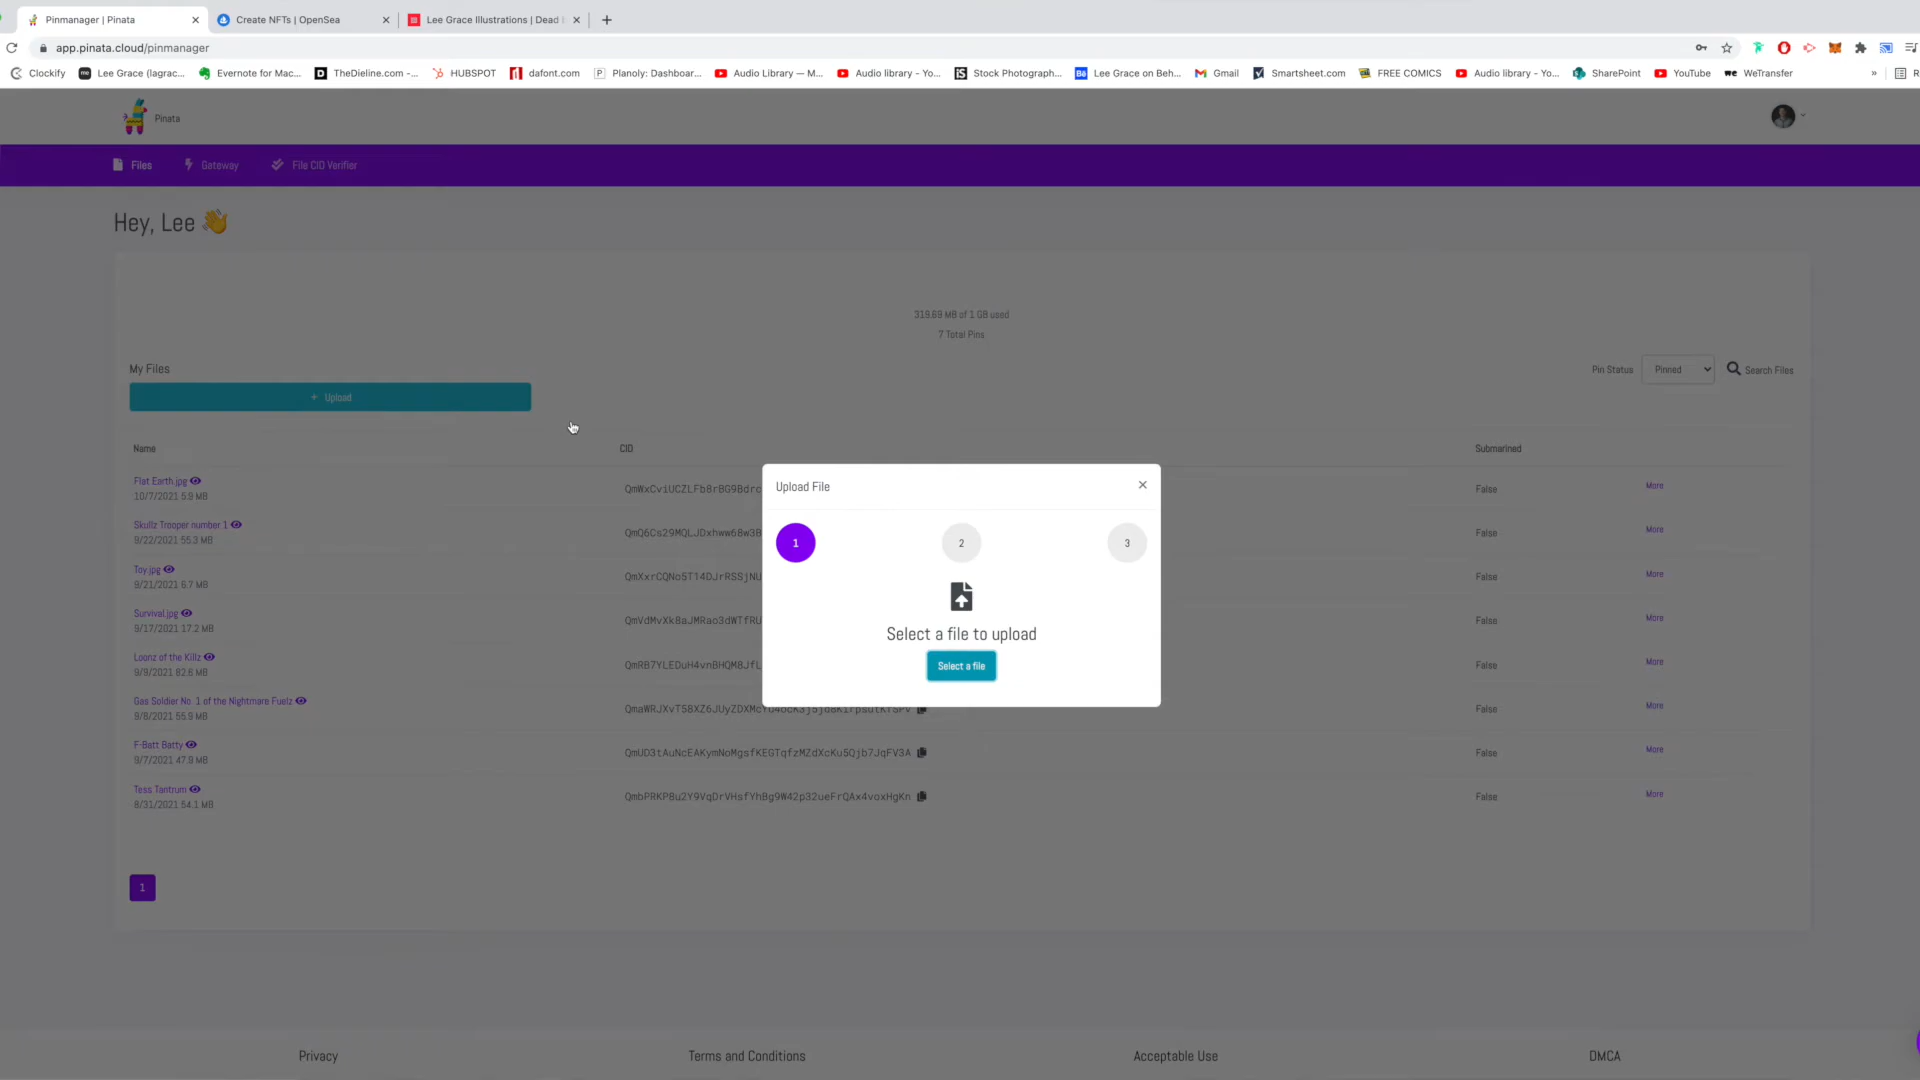 Pinmanager | Pinata
Create NFTs | OpenSea
Lee Grace Illustrations | Dead
app.pinata.cloud/pinmanager
Clockify
Lee Grace (lagrac...
Evernote for Mac...
TheDieline.com -...
HUBSPOT
dafont.com
Planoly: Dashboar...
Audio Library — M...
Audio library - Yo...
Stock Photograph...
Lee Grace on Beh...
Gmail
Smartsheet.com
FREE COMICS
Audio library - Yo...
SharePoint
YouTube
WeTransfer
»
Pinata
Files
Gateway
File CID Verifier
Hey, Lee 👋
319.69 MB of 1 GB used
7 Total Pins
My Files
Pin Status
Pinned
Search Files
+ Upload
Name
CID
Submarined
Flat Earth.jpg
10/7/2021 5.9 MB
False
More
Skullz Trooper number 1
9/22/2021 55.3 MB
False
More
Toy.jpg
9/21/2021 6.7 MB
False
More
Survival.jpg
9/17/2021 17.2 MB
False
More
Loonz of the Killz
9/9/2021 82.6 MB
False
More
Gas Soldier No. 1 of the Nightmare Fuelz
9/8/2021 55.9 MB
False
More
F-Batt Batty
9/7/2021 47.9 MB
QmUD3tAuNcEAKymNoMgsfKEGTqfzMZdXcKu5Qjb7JqFV3A
False
More
Tess Tantrum
8/31/2021 54.1 MB
QmbPRKP8u2Y9VqDrVHsfYhBg9W42p32ueFrQAx4voxHgKn
False
More
Upload File
×
1
2
3
Select a file to upload
Select a file
1
Privacy
Terms and Conditions
Acceptable Use
DMCA